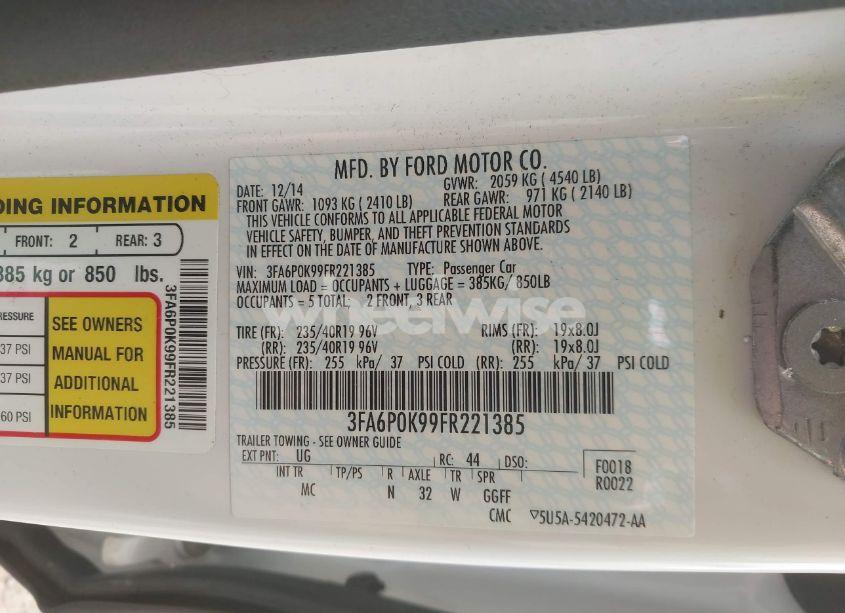 DING INFORMATION
FRONT: 2 REAR: 3
385 kg or 850 lbs.
PRESSURE
37 PSI
37 PSI
60 PSI
SEE OWNERS
MANUAL FOR
ADDITIONAL
INFORMATION
3FA6P0K99FR221385
MFD. BY FORD MOTOR CO.
DATE: 12/14 GVWR: 2059 KG ( 4540 LB)
FRONT GAWR: 1093 KG ( 2410 LB) REAR GAWR: 971 KG ( 2140 LB)
THIS VEHICLE CONFORMS TO ALL APPLICABLE FEDERAL MOTOR
VEHICLE SAFETY, BUMPER, AND THEFT PREVENTION STANDARDS
IN EFFECT ON THE DATE OF MANUFACTURE SHOWN ABOVE.
VIN: 3FA6P0K99FR221385 TYPE: Passenger Car
MAXIMUM LOAD = OCCUPANTS + LUGGAGE = 385KG/ 850LB
OCCUPANTS = 5 TOTAL; 2 FRONT, 3 REAR
wheelwise
TIRE (FR): 235/40R19 96V RIMS (FR): 19x8.0J
(RR): 235/40R19 96V (RR): 19x8.0J
PRESSURE (FR): 255 kPa/ 37 PSI COLD (RR): 255 kPa/ 37 PSI COLD
3FA6P0K99FR221385
TRAILER TOWING - SEE OWNER GUIDE
EXT PNT: UG RC: 44 DSO: F0018
INT TR TP/PS R AXLE TR SPR R0022
MC N 32 W GGFF
CMC ▽5U5A-5420472-AA